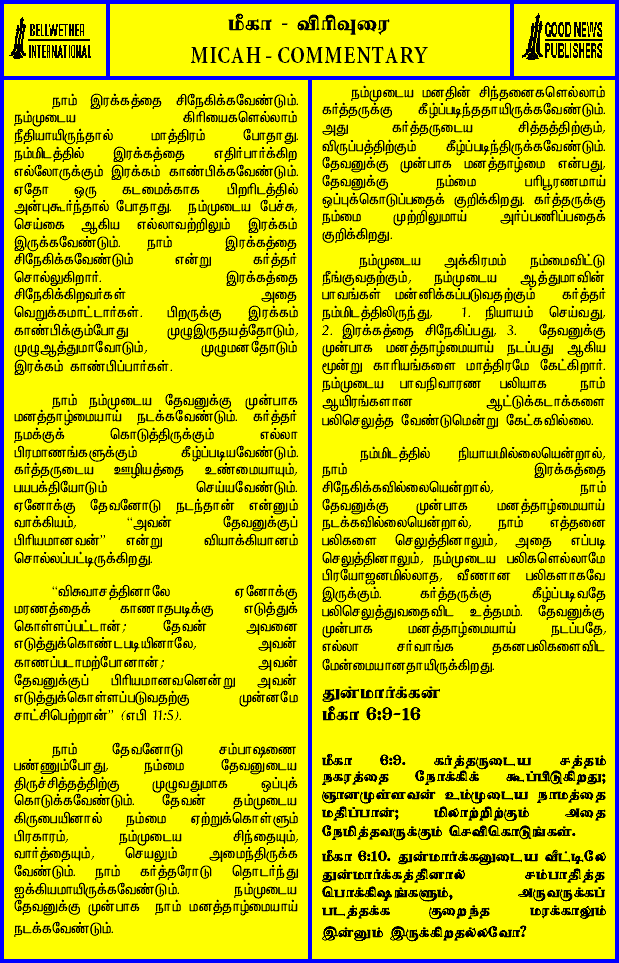 BELLWETHER
INTERNATIONAL
மீகா - விரிவுரை
MICAH - COMMENTARY
GOOD NEWS
PUBLISHERS
நாம் இரக்கத்தை சிநேகிக்கவேண்டும்.
நம்முடைய கிரியைகளெல்லாம்
நீதியாயிருந்தால் மாத்திரம் போதாது.
நம்மிடத்தில் இரக்கத்தை எதிர்பார்க்கிற
எல்லோருக்கும் இரக்கம் காண்பிக்கவேண்டும்.
ஏதோ ஒரு கடமைக்காக பிறரிடத்தில்
அன்புகூர்ந்தால் போதாது. நம்முடைய பேச்சு,
செய்கை ஆகிய எல்லாவற்றிலும் இரக்கம்
இருக்கவேண்டும். நாம் இரக்கத்தை
சிநேகிக்கவேண்டும் என்று கர்த்தர்
சொல்லுகிறார். இரக்கத்தை
சிநேகிக்கிறவர்கள் அதை
வெறுக்கமாட்டார்கள். பிறருக்கு இரக்கம்
காண்பிக்கும்போது முழுஇருதயத்தோடும்,
முழுஆத்துமாவோடும், முழுமனதோடும்
இரக்கம் காண்பிப்பார்கள்.
நாம் நம்முடைய தேவனுக்கு முன்பாக
மனத்தாழ்மையாய் நடக்கவேண்டும். கர்த்தர்
நமக்குக் கொடுத்திருக்கும் எல்லா
பிரமாணங்களுக்கும் கீழ்ப்படியவேண்டும்.
கர்த்தருடைய ஊழியத்தை உண்மையாயும்,
பயபக்தியோடும் செய்யவேண்டும்.
ஏனோக்கு தேவனோடு நடந்தான் என்னும்
வாக்கியம், “அவன் தேவனுக்குப்
பிரியமானவன்” என்று வியாக்கியானம்
சொல்லப்பட்டிருக்கிறது.
“விசுவாசத்தினாலே ஏனோக்கு
மரணத்தைக் காணாதபடிக்கு எடுத்துக்
கொள்ளப்பட்டான்; தேவன் அவனை
எடுத்துக்கொண்டபடியினாலே, அவன்
காணப்படாமற்போனான்; அவன்
தேவனுக்குப் பிரியமானவனென்று அவன்
எடுத்துக்கொள்ளப்படுவதற்கு முன்னமே
சாட்சிபெற்றான்” (எபி 11:5).
நாம் தேவனோடு சம்பாஷணை
பண்ணும்போது, நம்மை தேவனுடைய
திருச்சித்தத்திற்கு முழுவதுமாக ஒப்புக்
கொடுக்கவேண்டும். தேவன் தம்முடைய
கிருபையினால் நம்மை ஏற்றுக்கொள்ளும்
பிரகாரம், நம்முடைய சிந்தையும்,
வார்த்தையும், செயலும் அமைந்திருக்க
வேண்டும். நாம் கர்த்தரோடு தொடர்ந்து
ஐக்கியமாயிருக்கவேண்டும். நம்முடைய
தேவனுக்கு முன்பாக நாம் மனத்தாழ்மையாய்
நடக்கவேண்டும்.
நம்முடைய மனதின் சிந்தனைகளெல்லாம்
கர்த்தருக்கு கீழ்ப்படிந்ததாயிருக்கவேண்டும்.
அது கர்த்தருடைய சித்தத்திற்கும்,
விருப்பத்திற்கும் கீழ்ப்படிந்திருக்கவேண்டும்.
தேவனுக்கு முன்பாக மனத்தாழ்மை என்பது,
தேவனுக்கு நம்மை பரிபூரணமாய்
ஒப்புக்கொடுப்பதைக் குறிக்கிறது. கர்த்தருக்கு
நம்மை முற்றிலுமாய் அர்ப்பணிப்பதைக்
குறிக்கிறது.
நம்முடைய அக்கிரமம் நம்மைவிட்டு
நீங்குவதற்கும், நம்முடைய ஆத்துமாவின்
பாவங்கள் மன்னிக்கப்படுவதற்கும் கர்த்தர்
நம்மிடத்திலிருந்து, 1. நியாயம் செய்வது,
2. இரக்கத்தை சிநேகிப்பது, 3. தேவனுக்கு
முன்பாக மனத்தாழ்மையாய் நடப்பது ஆகிய
மூன்று காரியங்களை மாத்திரமே கேட்கிறார்.
நம்முடைய பாவநிவாரண பலியாக நாம்
ஆயிரங்களான ஆட்டுக்கடாக்களை
பலிசெலுத்த வேண்டுமென்று கேட்கவில்லை.
நம்மிடத்தில் நியாயமில்லையென்றால்,
நாம் இரக்கத்தை
சிநேகிக்கவில்லையென்றால், நாம்
தேவனுக்கு முன்பாக மனத்தாழ்மையாய்
நடக்கவில்லையென்றால், நாம் எத்தனை
பலிகளை செலுத்தினாலும், அதை எப்படி
செலுத்தினாலும், நம்முடைய பலிகளெல்லாமே
பிரயோஜனமில்லாத, வீணான பலிகளாகவே
இருக்கும். கர்த்தருக்கு கீழ்ப்படிவதே
பலிசெலுத்துவதைவிட உத்தமம். தேவனுக்கு
முன்பாக மனத்தாழ்மையாய் நடப்பதே,
எல்லா சர்வாங்க தகனபலிகளைவிட
மேன்மையானதாயிருக்கிறது.
துன்மார்க்கன்
மீகா 6:9-16
மீகா 6:9. கர்த்தருடைய சத்தம்
நகரத்தை நோக்கிக் கூப்பிடுகிறது;
ஞானமுள்ளவன் உம்முடைய நாமத்தை
மதிப்பான்; மிலாற்றிற்கும் அதை
நேமித்தவருக்கும் செவிகொடுங்கள்.
மீகா 6:10. துன்மார்க்கனுடைய வீட்டிலே
துன்மார்க்கத்தினால் சம்பாதித்த
பொக்கிஷங்களும், அருவருக்கப்
படத்தக்க குறைந்த மரக்காலும்
இன்னும் இருக்கிறதல்லவோ?